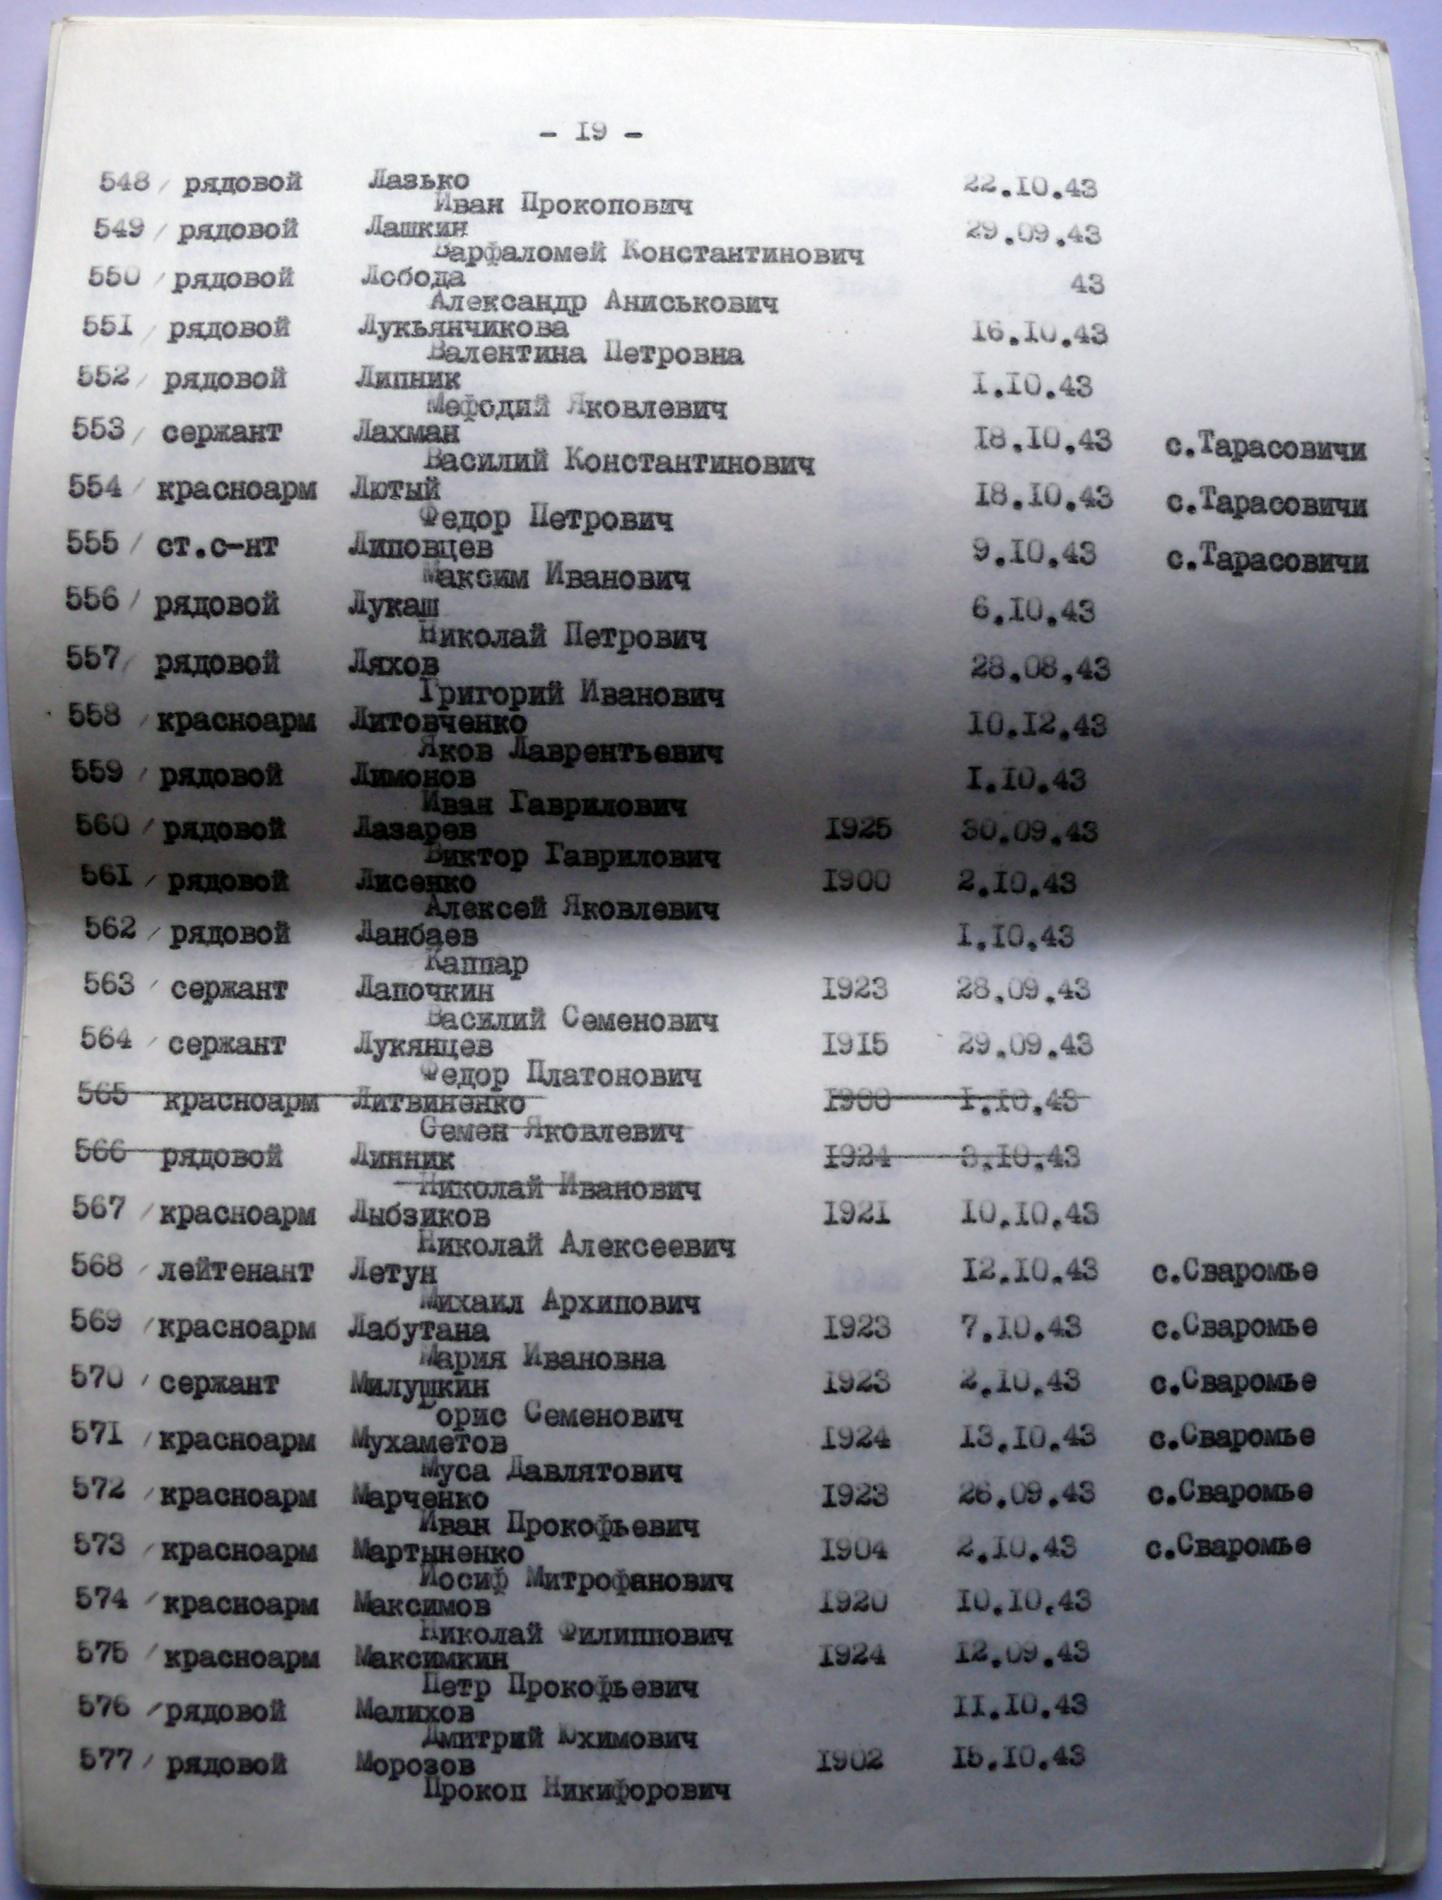 - 19 -
548 / рядовой Лазько 22.10.43
Иван Прокопович
549 / рядовой Лашкин 29.09.43
Варфаломей Константинович
550 / рядовой Лобода 43
Александр Аниськович
551 / рядовой Лукьянчикова 16.10.43
Валентина Петровна
552 / рядовой Липник 1.10.43
Мефодий Яковлевич
553 / сержант Лахман 18.10.43 с.Тарасовичи
Василий Константинович
554 / красноарм Лютый 18.10.43 с.Тарасовичи
Федор Петрович
555 / ст.с-нт Липовцев 9.10.43 с.Тарасовичи
Максим Иванович
556 / рядовой Лукаш 6.10.43
Николай Петрович
557 / рядовой Ляхов 28.08.43
Григорий Иванович
558 / красноарм Литовченко 10.12.43
Яков Лаврентьевич
559 / рядовой Лимонов 1.10.43
Иван Гаврилович
560 / рядовой Лазарев 1925 30.09.43
Виктор Гаврилович
561 / рядовой Лисенко 1900 2.10.43
Алексей Яковлевич
562 / рядовой Ланбаев 1.10.43
Каппар
563 / сержант Лапочкин 1923 28.09.43
Василий Семенович
564 / сержант Лукянцев 1915 29.09.43
Федор Платонович
565 красноарм Литвиненко 1900 1.10.43
Семен Яковлевич
566 рядовой Линник 1924 3.10.43
Николай Иванович
567 / красноарм Лыбзиков 1921 10.10.43
Николай Алексеевич
568 / лейтенант Летун 12.10.43 с.Сваромье
Михаил Архипович
569 / красноарм Лабутана 1923 7.10.43 с.Сваромье
Мария Ивановна
570 / сержант Милушкин 1923 2.10.43 с.Сваромье
Борис Семенович
571 / красноарм Мухаметов 1924 13.10.43 с.Сваромье
Муса Давлятович
572 / красноарм Марченко 1923 26.09.43 с.Сваромье
Иван Прокофьевич
573 / красноарм Мартыненко 1904 2.10.43 с.Сваромье
Иосиф Митрофанович
574 / красноарм Максимов 1920 10.10.43
Николай Филиппович
575 / красноарм Максимкин 1924 12.09.43
Петр Прокофьевич
576 / рядовой Мелихов 11.10.43
Дмитрий Юхимович
577 / рядовой Морозов 1902 15.10.43
Прокоп Никифорович